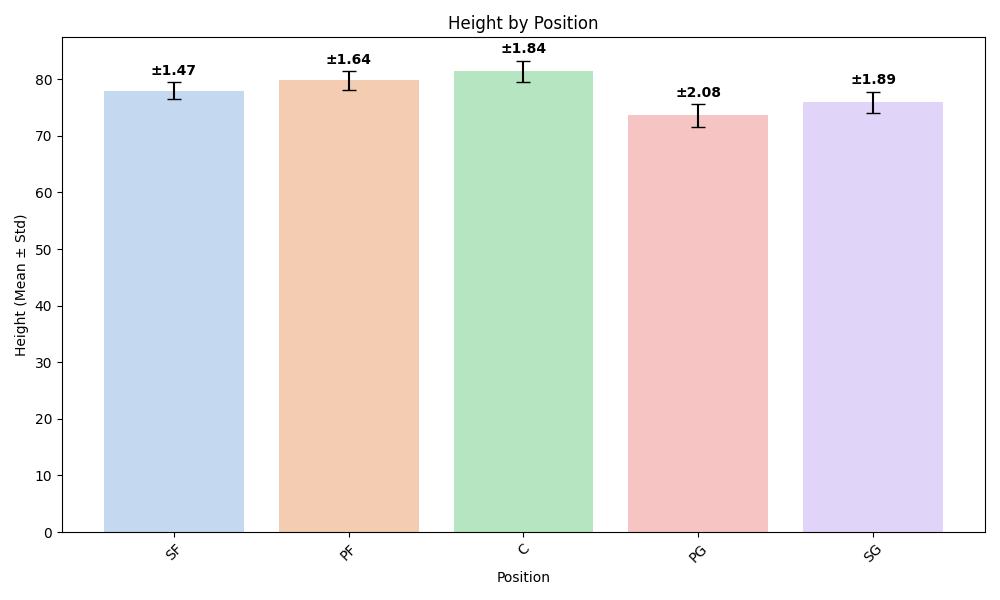 Height by Position
±1.47
±1.64
±1.84
±2.08
±1.89
Height (Mean ± Std)
80
70
60
50
40
30
20
10
0
SF
PF
C
PG
SG
Position